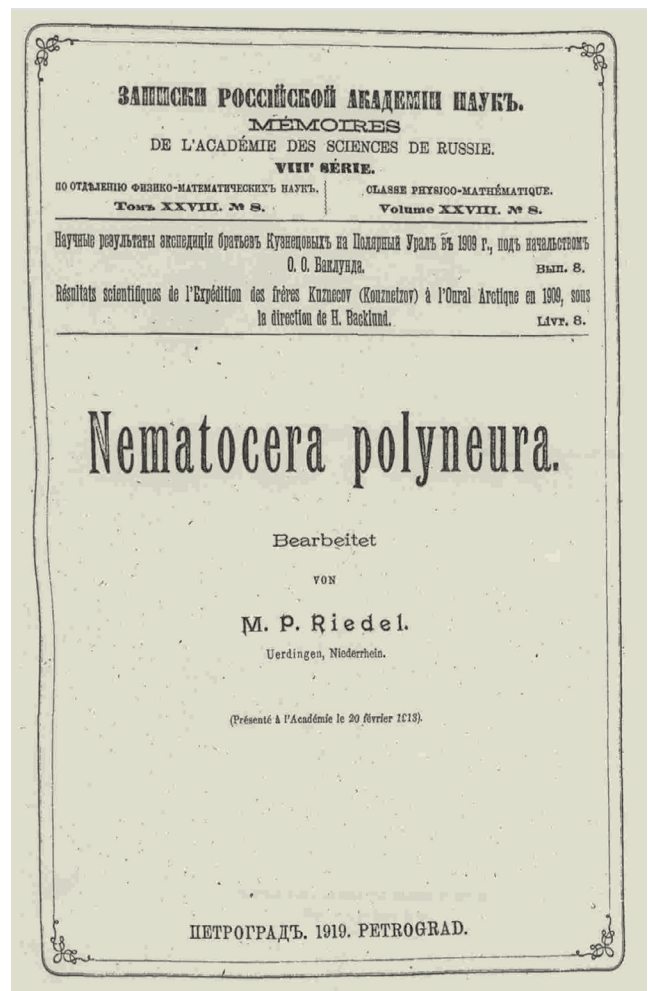 ЗАПИСКИ РОССІЙСКОЙ АКАДЕМІИ НАУКЪ.
MÉMOIRES
DE L'ACADÉMIE DES SCIENCES DE RUSSIE.
VIIIᵉ SÉRIE.
ПО ОТДѢЛЕНІЮ ФИЗИКО-МАТЕМАТИЧЕСКИХЪ НАУКЪ.
Томъ XXVIII. № 8.
CLASSE PHYSICO-MATHÉMATIQUE.
Volume XXVIII. № 8.
Научные результаты экспедиціи братьевъ Кузнецовыхъ на Полярный Уралъ въ 1909 г., подъ начальствомъ
О. О. Баклунда. Вып. 8.
Résultats scientifiques de l'Expédition des frères Kuznecov (Kouznetzov) à l'Oural Arctique en 1909, sous
la direction de H. Backlund. Livr. 8.
Nematocera polyneura.
Bearbeitet
VON
M. P. Riedel.
Uerdingen, Niederrhein.
(Présenté à l'Académie le 20 février 1913).
ПЕТРОГРАДЪ. 1919. PETROGRAD.